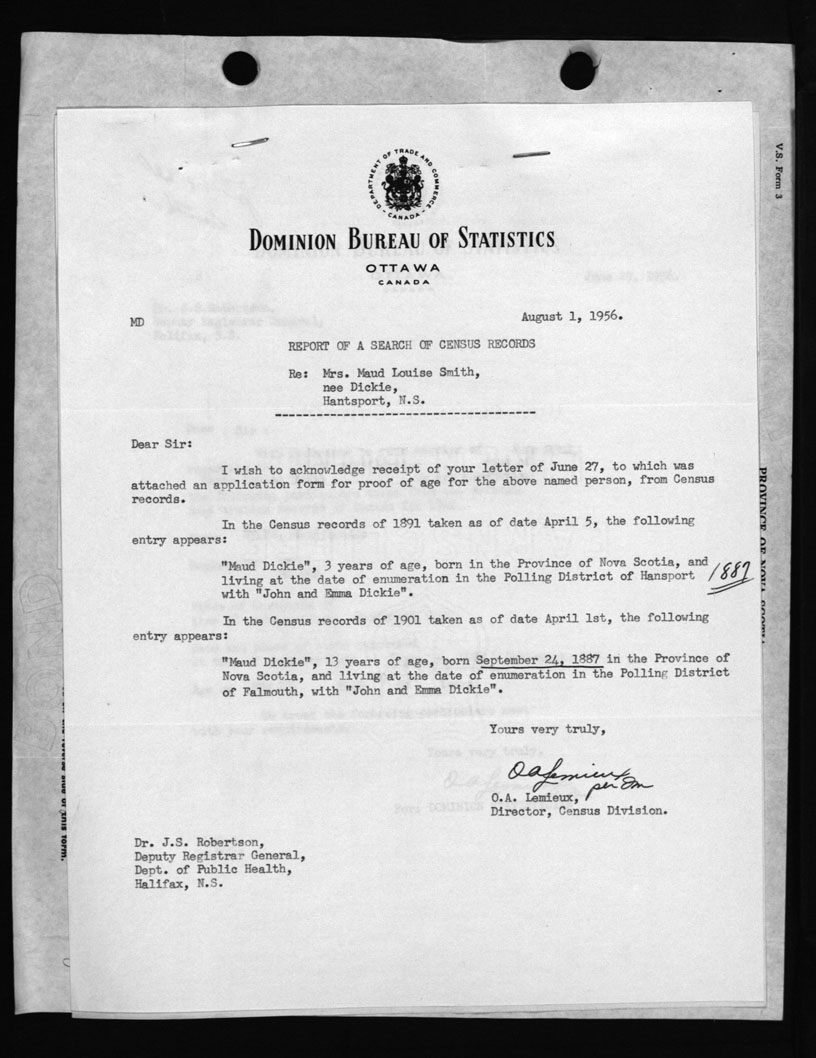 V.S. Form 3
DEPARTMENT OF TRADE AND COMMERCE
CANADA
DOMINION BUREAU OF STATISTICS
OTTAWA
CANADA
MD
August 1, 1956.
REPORT OF A SEARCH OF CENSUS RECORDS
Re: Mrs. Maud Louise Smith,
nee Dickie,
Hantsport, N.S.
Dear Sir:
I wish to acknowledge receipt of your letter of June 27, to which was
attached an application form for proof of age for the above named person, from Census
records.
In the Census records of 1891 taken as of date April 5, the following
entry appears:
"Maud Dickie", 3 years of age, born in the Province of Nova Scotia, and
living at the date of enumeration in the Polling District of Hansport
with "John and Emma Dickie".
1887
In the Census records of 1901 taken as of date April 1st, the following
entry appears:
"Maud Dickie", 13 years of age, born September 24, 1887 in the Province of
Nova Scotia, and living at the date of enumeration in the Polling District
of Falmouth, with "John and Emma Dickie".
Yours very truly,
O A Lemieux
per
O.A. Lemieux,
Director, Census Division.
Dr. J.S. Robertson,
Deputy Registrar General,
Dept. of Public Health,
Halifax, N.S.
PROVINCE OF NOVA SCOTIA
on the reverse side of this form.